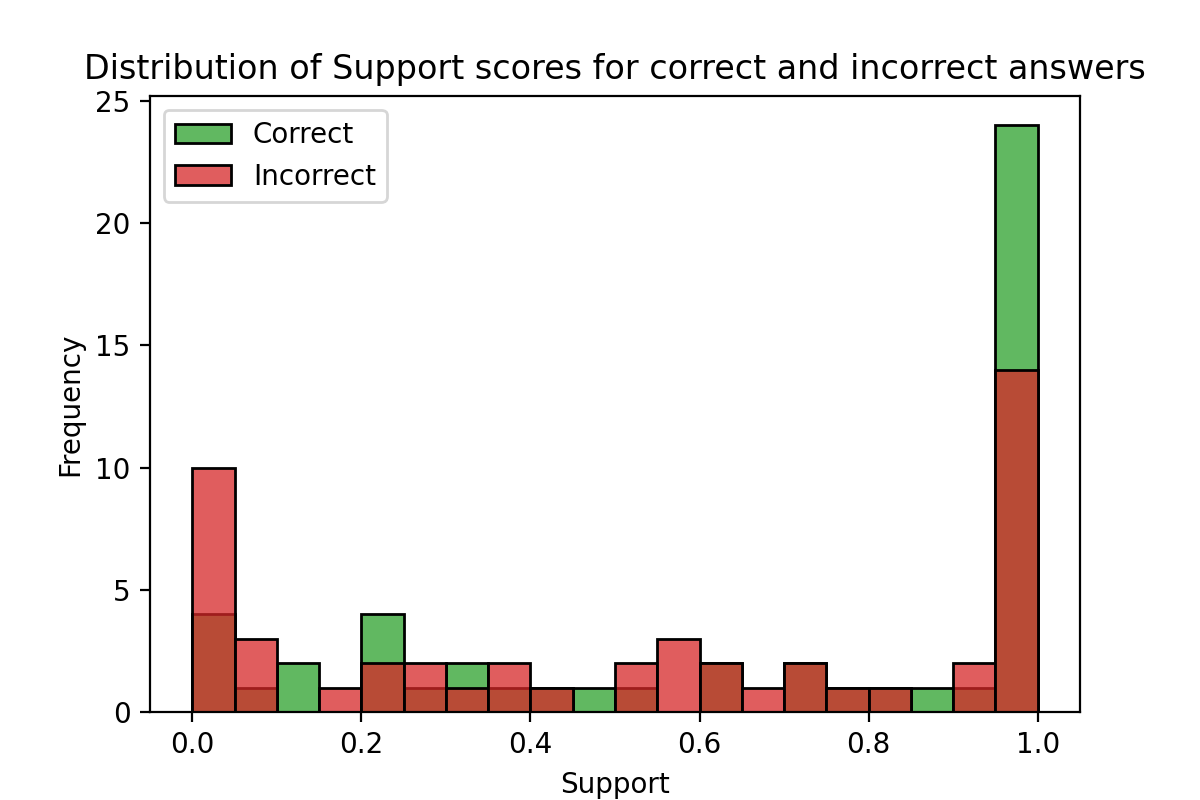 Distribution of Support scores for correct and incorrect answers
Correct
Incorrect
25
20
15
10
5
0
Frequency
0.0 0.2 0.4 0.6 0.8 1.0
Support